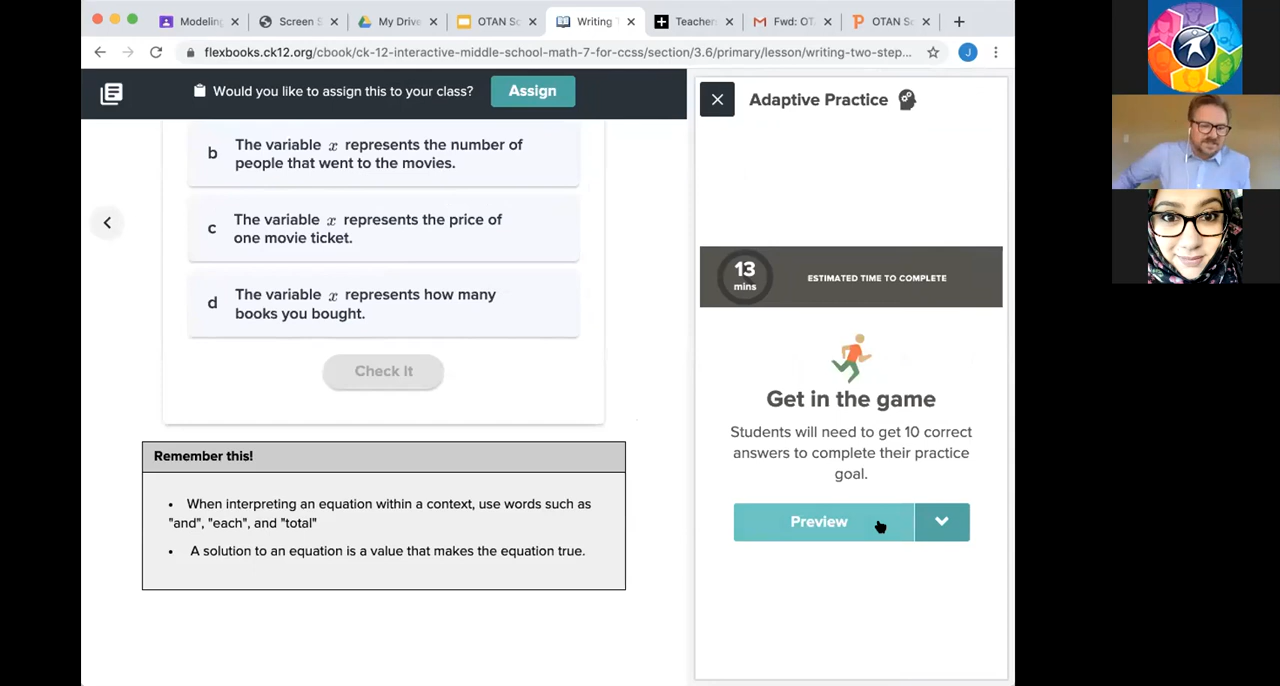 Modeling
Screen S
My Drive
OTAN Sc
Writing T
Teacher
Fwd: OT
OTAN Sc
flexbooks.ck12.org/cbook/ck-12-interactive-middle-school-math-7-for-ccss/section/3.6/primary/lesson/writing-two-step...
J
Would you like to assign this to your class?
Assign
b
The variable x represents the number of
people that went to the movies.
c
The variable x represents the price of
one movie ticket.
d
The variable x represents how many
books you bought.
Check It
Remember this!
• When interpreting an equation within a context, use words such as
"and", "each", and "total"
• A solution to an equation is a value that makes the equation true.
Adaptive Practice
13
mins
ESTIMATED TIME TO COMPLETE
Get in the game
Students will need to get 10 correct
answers to complete their practice
goal.
Preview